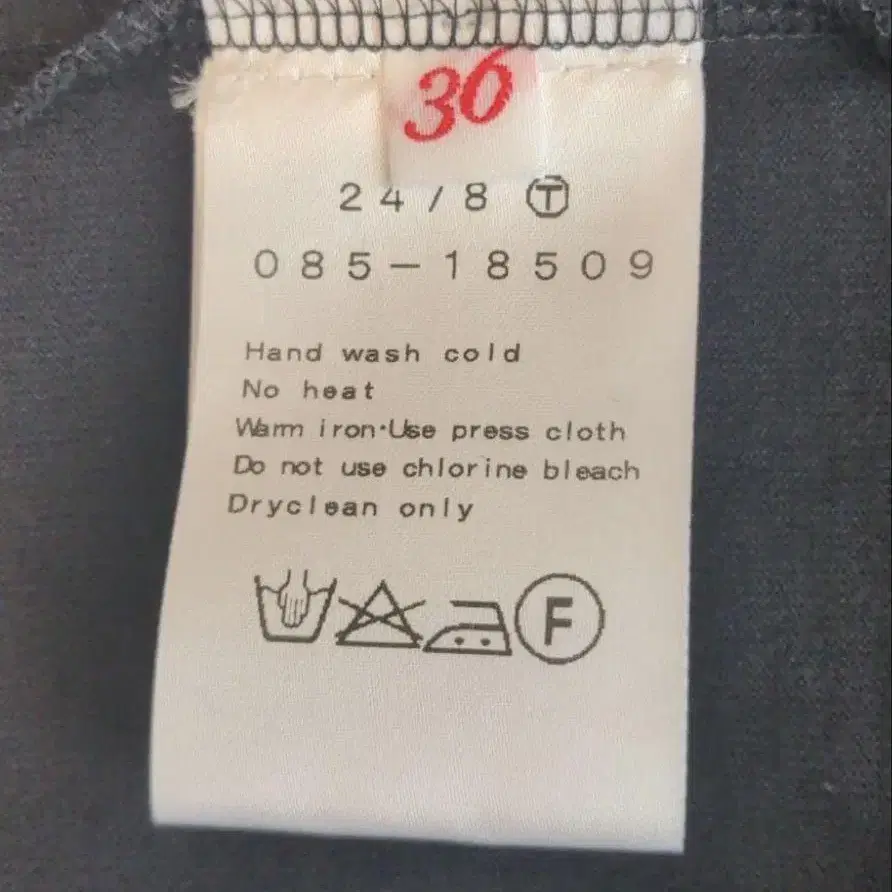 36
24/8 Ⓣ
085-18509
Hand wash cold
No heat
Warm iron·Use press cloth
Do not use chlorine bleach
Dryclean only
F